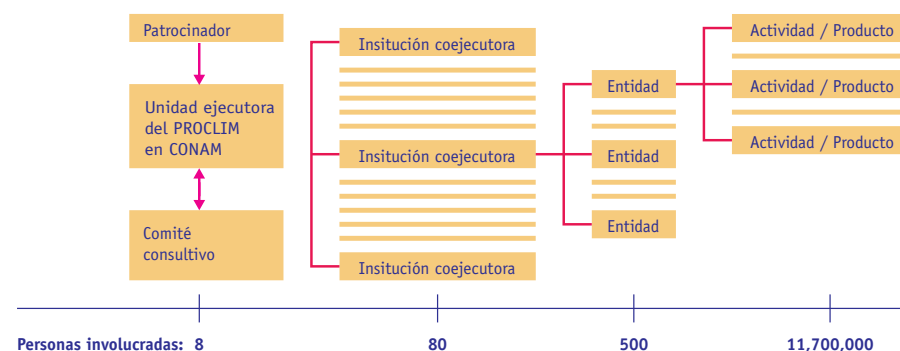 Patrocinador
Unidad ejecutora
del PROCLIM
en CONAM
Comité
consultivo
Insitución coejecutora
Insitución coejecutora
Insitución coejecutora
Entidad
Entidad
Entidad
Actividad / Producto
Actividad / Producto
Actividad / Producto
Personas involucradas: 8 80 500 11,700,000